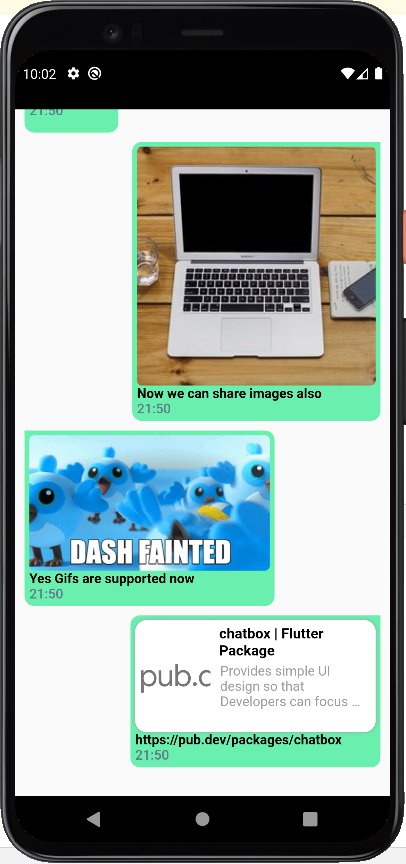 10:02
21:50
Now we can share images also
21:50
DASH FAINTED
Yes Gifs are supported now
21:50
chatbox | Flutter
Package
pub.c
Provides simple UI
design so that
Developers can focus ...
https://pub.dev/packages/chatbox
21:50